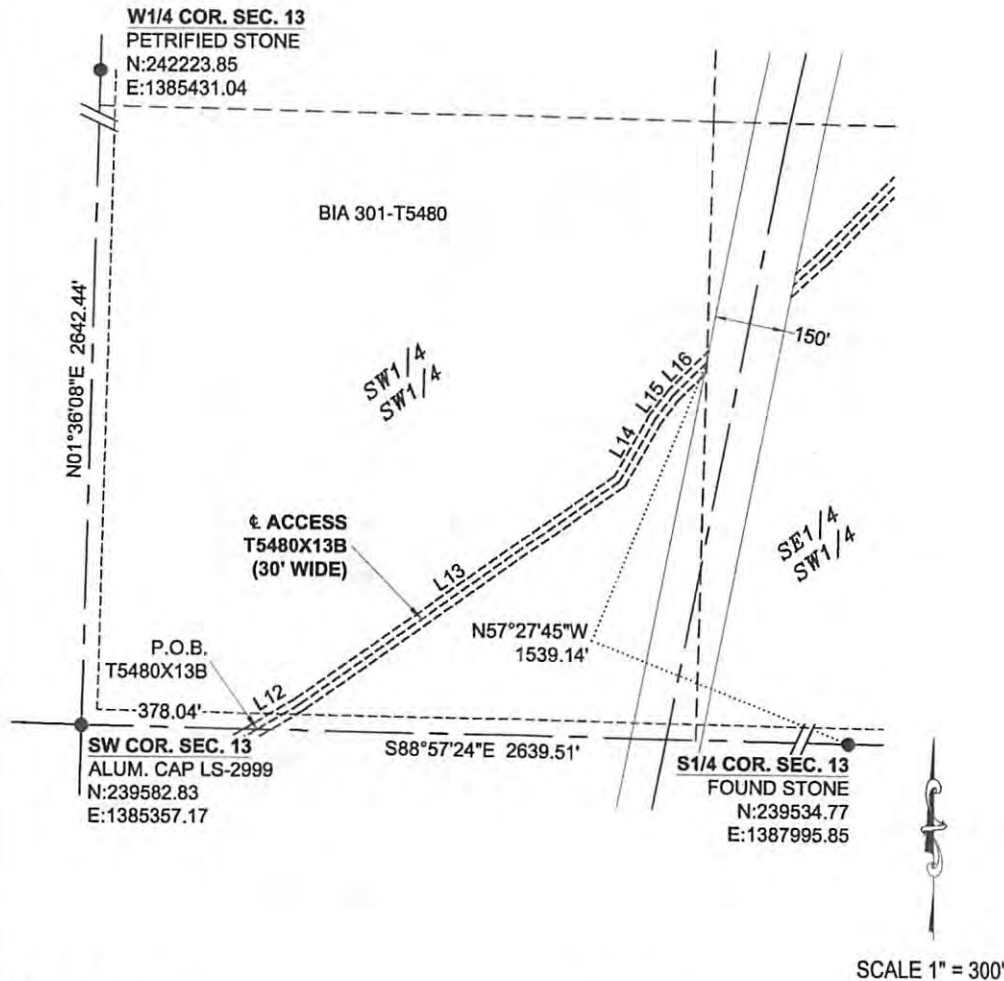 W1/4 COR. SEC. 13
PETRIFIED STONE
N:242223.85
E:1385431.04
BIA 301-T5480
N01°36'08"E 2642.44'
SW1/4
SW1/4
150'
L16
L15
L14
℄ ACCESS
T5480X13B
(30' WIDE)
L13
SE1/4
SW1/4
N57°27'45"W
1539.14'
P.O.B.
T5480X13B
L12
378.04'
SW COR. SEC. 13
ALUM. CAP LS-2999
N:239582.83
E:1385357.17
S88°57'24"E 2639.51'
S1/4 COR. SEC. 13
FOUND STONE
N:239534.77
E:1387995.85
SCALE 1" = 300'